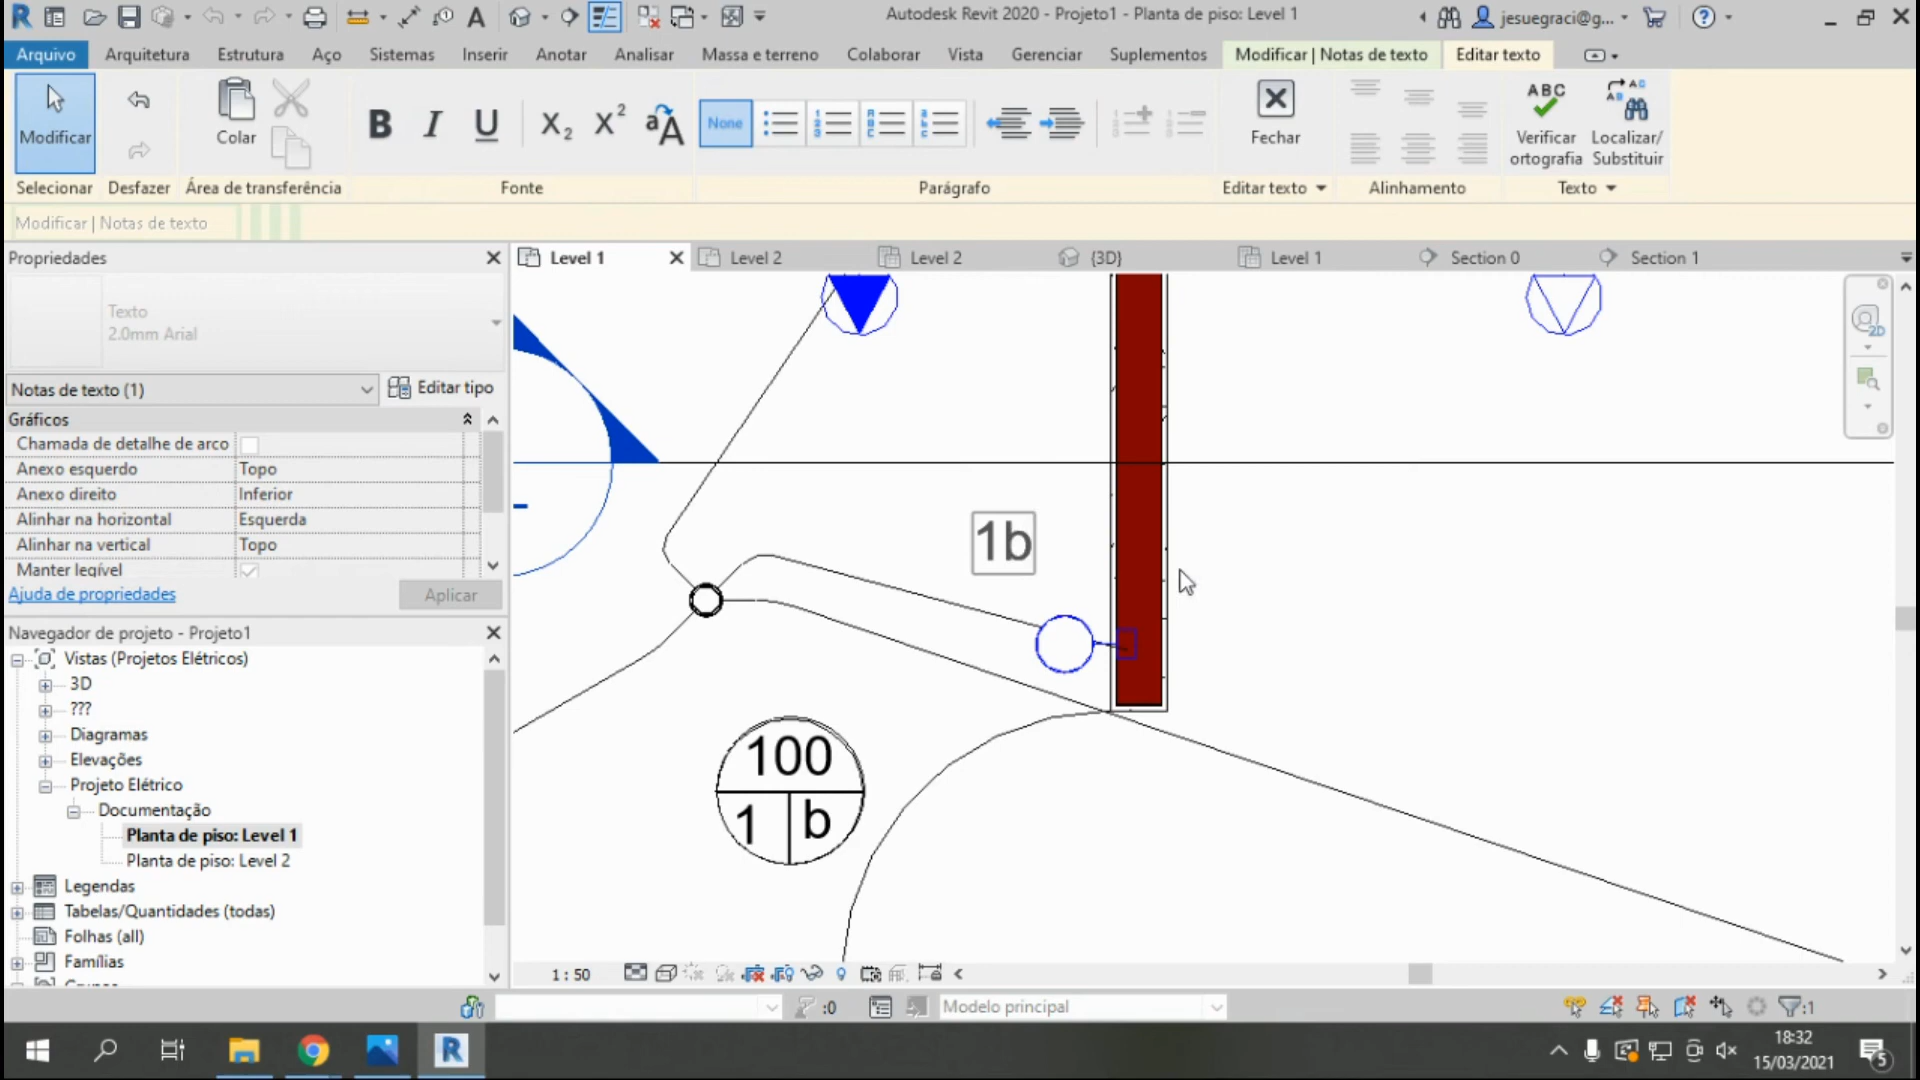 Autodesk Revit 2020 - Projeto1 - Planta de piso: Level 1
jesuegraci@g...
Arquivo Arquitetura Estrutura Aço Sistemas Inserir Anotar Analisar Massa e terreno Colaborar Vista Gerenciar Suplementos Modificar | Notas de texto Editar texto
Modificar
Colar
B I U X₂ X² aA
None
Fechar
ABC
Verificar ortografia
Localizar/ Substituir
Selecionar Desfazer Área de transferência Fonte Parágrafo Editar texto Alinhamento Texto
Modificar | Notas de texto
Propriedades
Level 1 Level 2 Level 2 {3D} Level 1 Section 0 Section 1
Texto
2.0mm Arial
Notas de texto (1) Editar tipo
Gráficos
Chamada de detalhe de arco
Anexo esquerdo Topo
Anexo direito Inferior
Alinhar na horizontal Esquerda
Alinhar na vertical Topo
Manter legível
Ajuda de propriedades Aplicar
Navegador de projeto - Projeto1
Vistas (Projetos Elétricos)
3D
???
Diagramas
Elevações
Projeto Elétrico
Documentação
Planta de piso: Level 1
Planta de piso: Level 2
Legendas
Tabelas/Quantidades (todas)
Folhas (all)
Famílias
2D
1b
100
1 b
1 : 50
:0 Modelo principal :1
18:32
15/03/2021
5